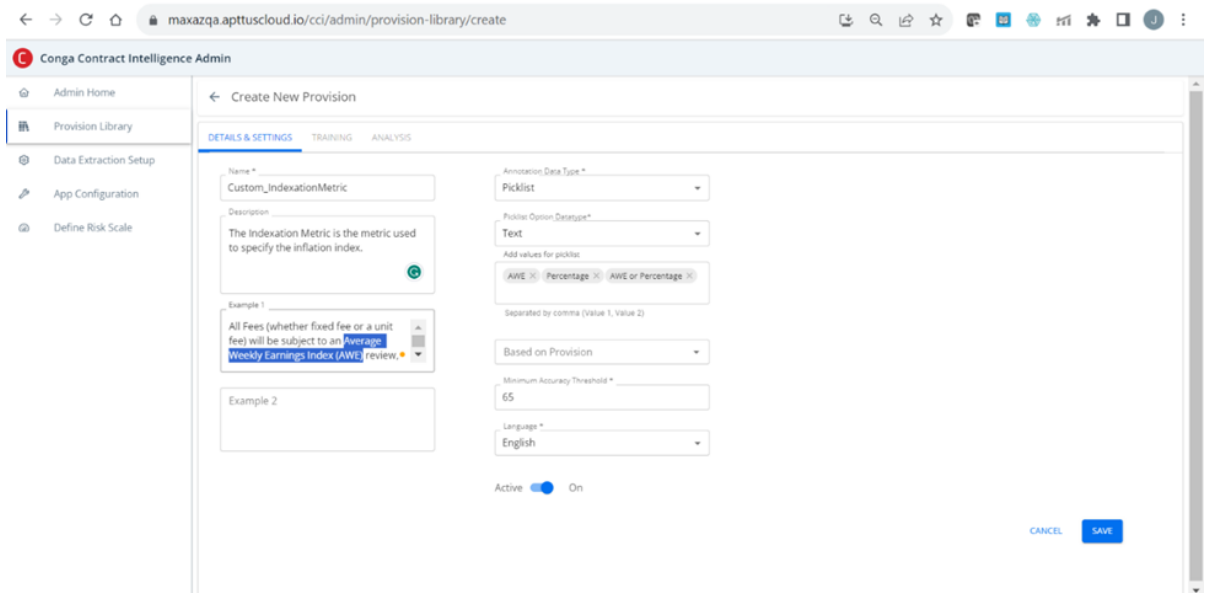 maxazqa.apttuscloud.io/cci/admin/provision-library/create
J
C Conga Contract Intelligence Admin
Admin Home
Provision Library
Data Extraction Setup
App Configuration
Define Risk Scale
← Create New Provision
DETAILS & SETTINGS TRAINING ANALYSIS
Name *
Custom_IndexationMetric
Description
The Indexation Metric is the metric used
to specify the inflation index.
Example 1
All Fees (whether fixed fee or a unit
fee) will be subject to an Average
Weekly Earnings Index (AWE) review,
Example 2
Annotation Data Type *
Picklist
Picklist Option Datatype*
Text
Add values for picklist
AWE × Percentage × AWE or Percentage ×
Separated by comma (Value 1, Value 2)
Based on Provision
Minimum Accuracy Threshold *
65
Language *
English
Active On
CANCEL SAVE